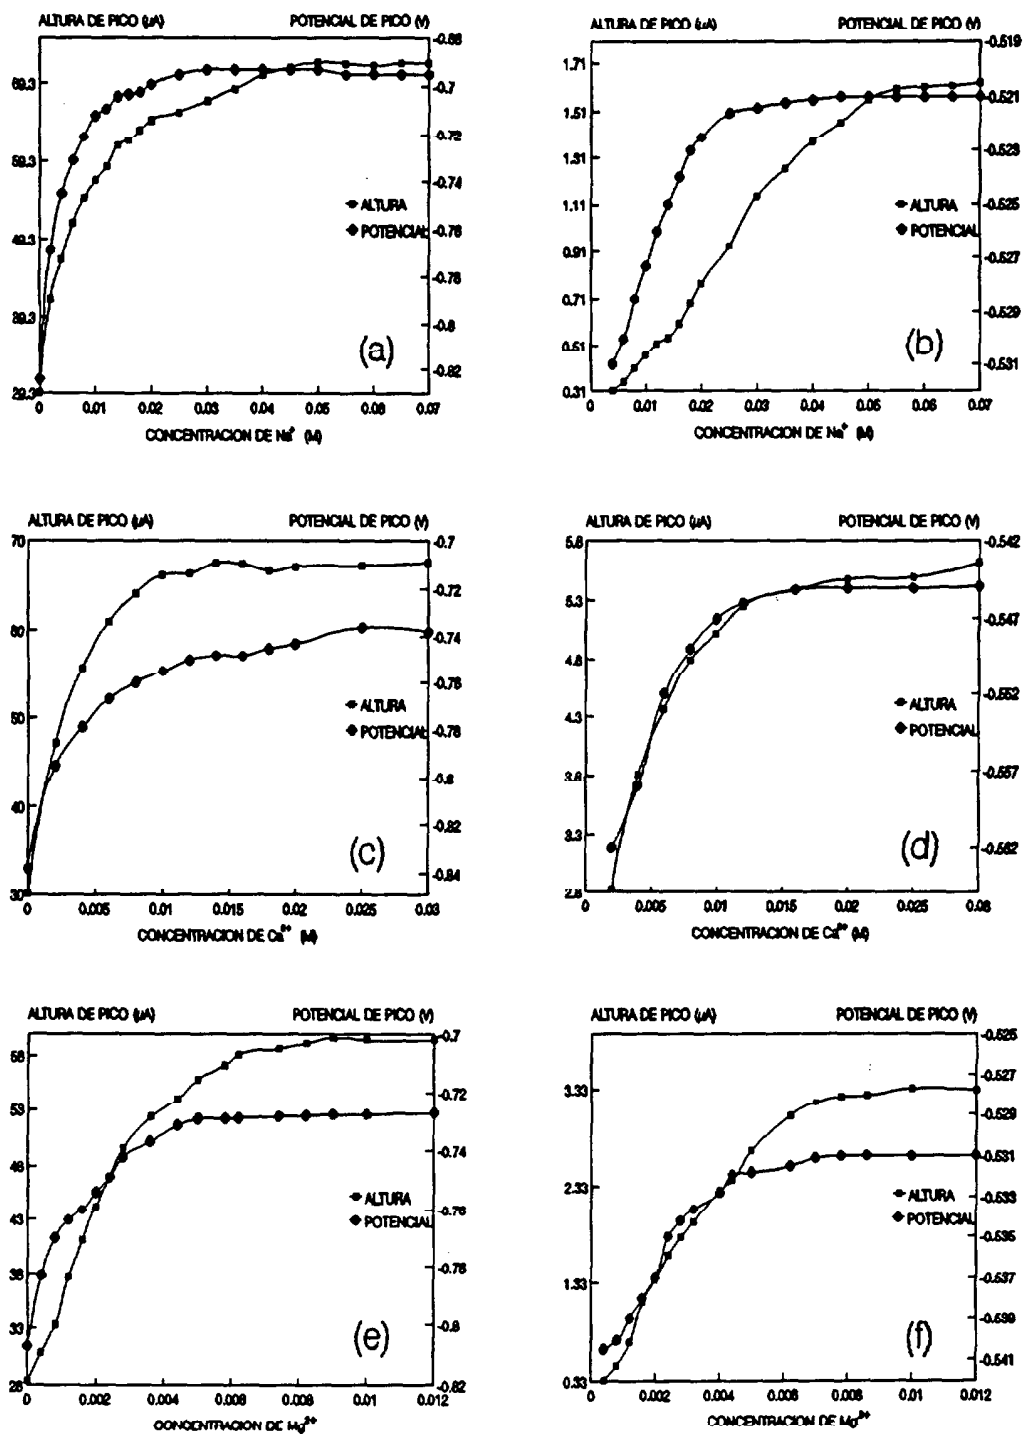 ALTURA DE PICO (µA) POTENCIAL DE PICO (V)
69.3
59.3
49.3
39.3
29.3
-0.68
-0.7
-0.72
-0.74
-0.76
-0.78
-0.8
-0.82
ALTURA
POTENCIAL
(a)
0 0.01 0.02 0.03 0.04 0.05 0.06 0.07
CONCENTRACION DE Na⁺ (M)
ALTURA DE PICO (µA) POTENCIAL DE PICO (V)
1.71
1.51
1.31
1.11
0.91
0.71
0.51
0.31
-0.519
-0.521
-0.523
-0.525
-0.527
-0.529
-0.531
ALTURA
POTENCIAL
(b)
0 0.01 0.02 0.03 0.04 0.05 0.06 0.07
CONCENTRACION DE Na⁺ (M)
ALTURA DE PICO (µA) POTENCIAL DE PICO (V)
70
60
50
40
30
-0.7
-0.72
-0.74
-0.76
-0.78
-0.8
-0.82
-0.84
ALTURA
POTENCIAL
(c)
0 0.005 0.01 0.015 0.02 0.025 0.03
CONCENTRACION DE Ca²⁺ (M)
ALTURA DE PICO (µA) POTENCIAL DE PICO (V)
5.8
5.3
4.8
4.3
3.8
3.3
2.8
-0.542
-0.547
-0.552
-0.557
-0.562
ALTURA
POTENCIAL
(d)
0 0.005 0.01 0.015 0.02 0.025
CONCENTRACION DE Ca²⁺ (M)
ALTURA DE PICO (µA) POTENCIAL DE PICO (V)
58
53
48
43
38
33
28
-0.7
-0.72
-0.74
-0.76
-0.78
-0.8
-0.82
ALTURA
POTENCIAL
(e)
0 0.002 0.004 0.006 0.008 0.01 0.012
CONCENTRACION DE Mg²⁺
ALTURA DE PICO (µA) POTENCIAL DE PICO (V)
3.33
2.33
1.33
0.33
-0.525
-0.527
-0.529
-0.531
-0.533
-0.535
-0.537
-0.539
-0.541
ALTURA
POTENCIAL
(f)
0 0.002 0.004 0.006 0.008 0.01 0.012
CONCENTRACION DE Mg²⁺